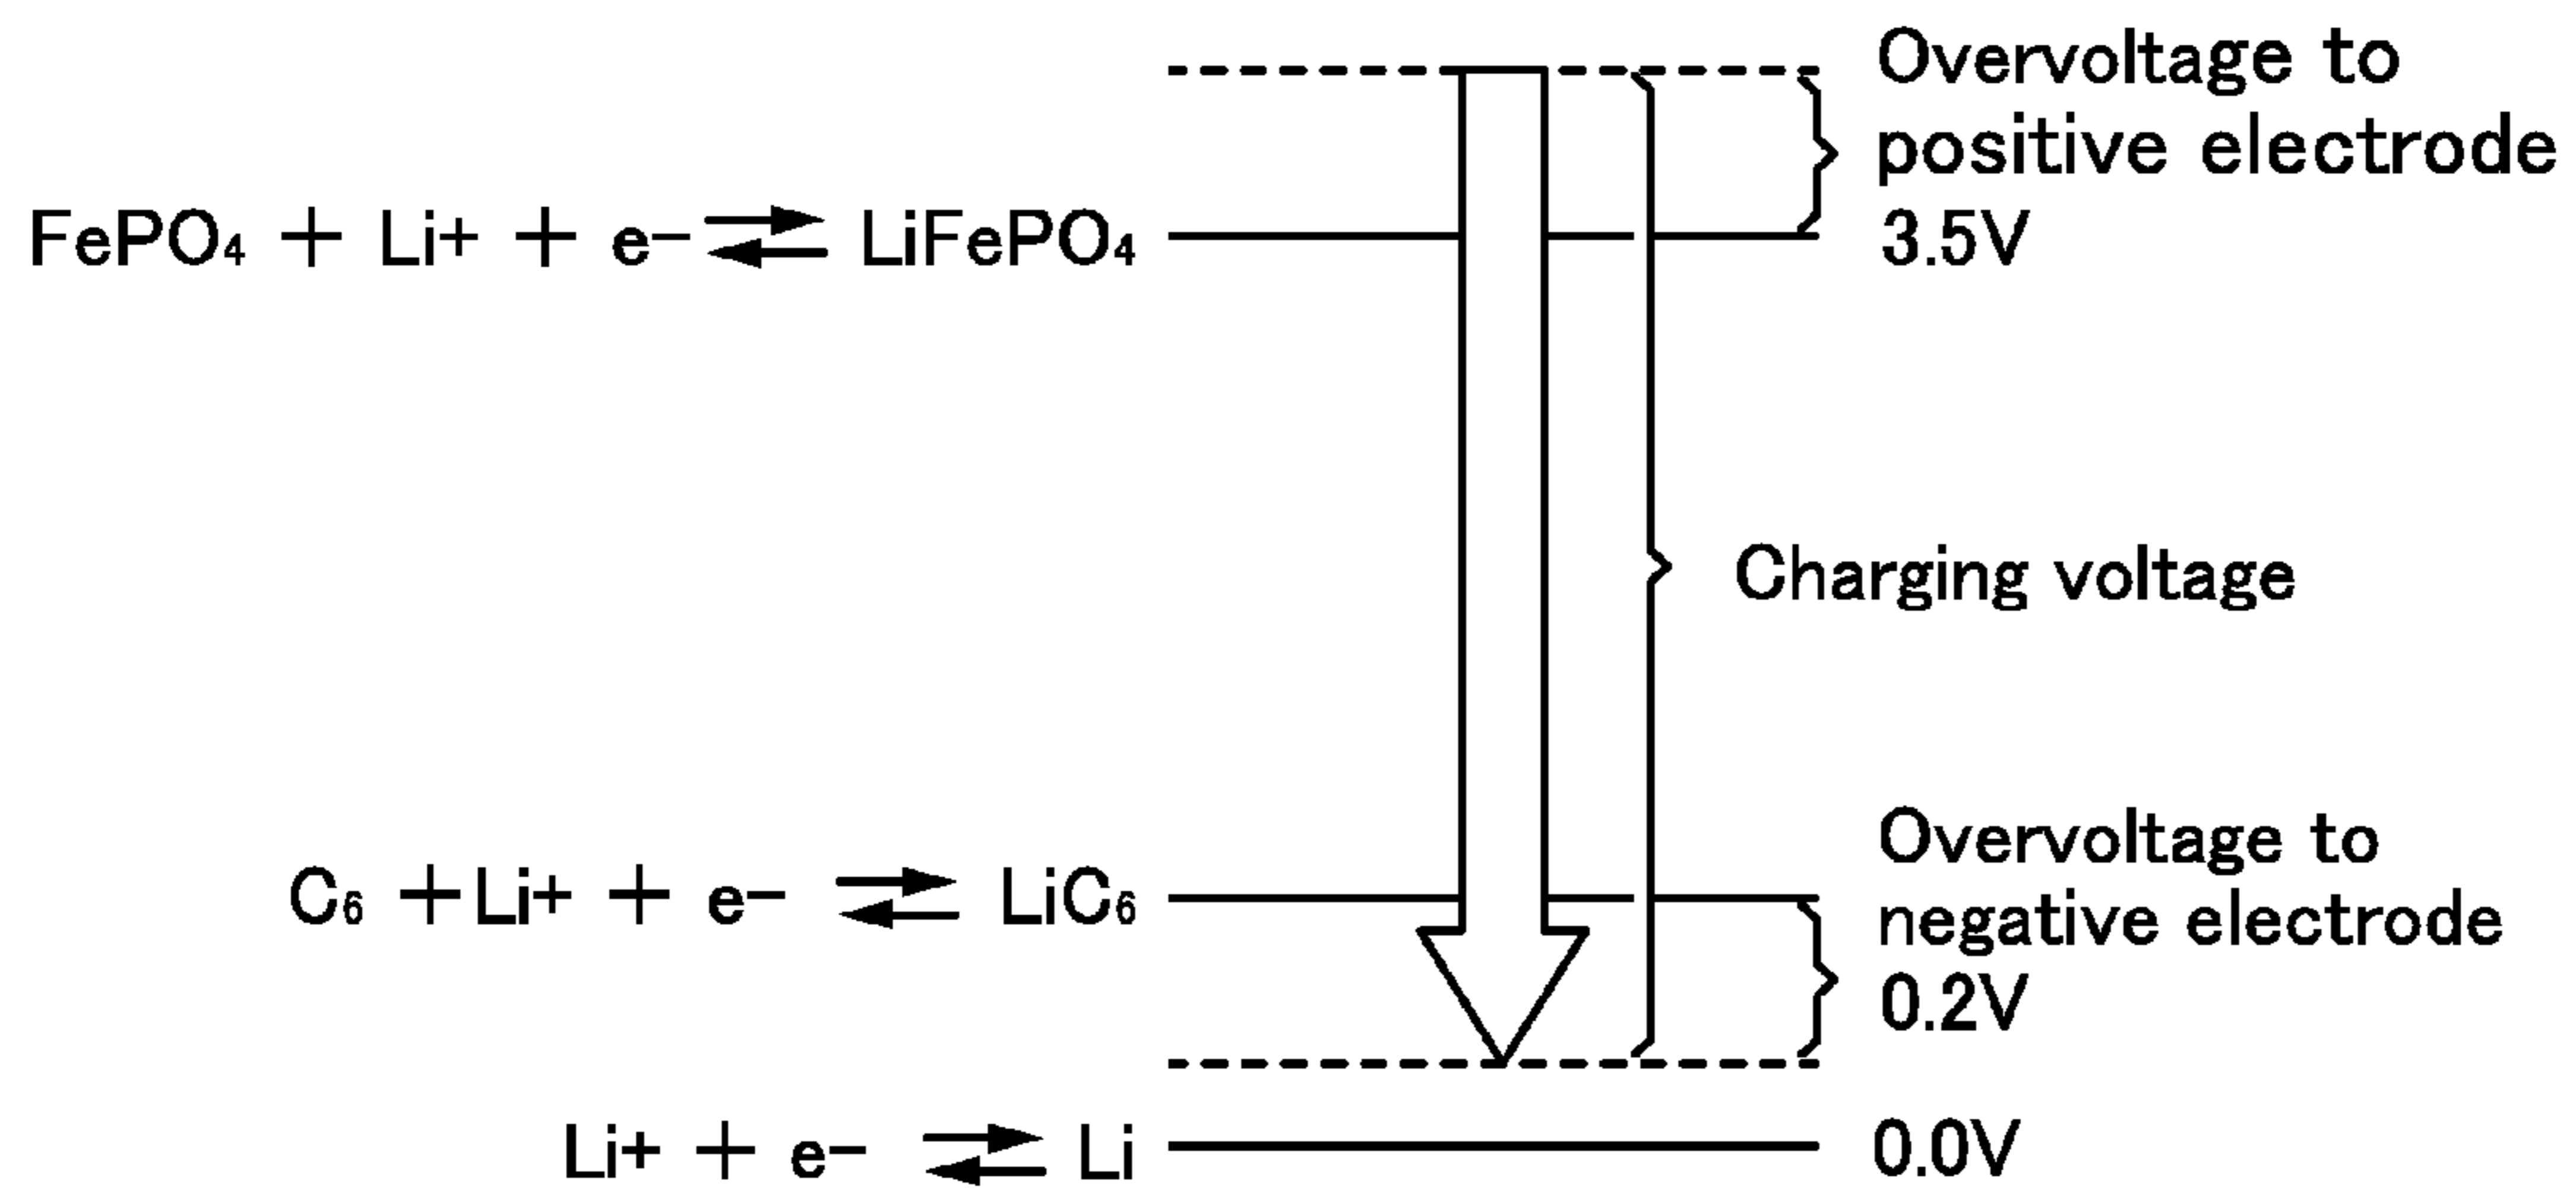 Overvoltage to
positive electrode
FePO₄ + Li+ + e− ⇌ LiFePO₄ 3.5V
Charging voltage
Overvoltage to
negative electrode
C₆ +Li+ + e− ⇌ LiC₆
0.2V
Li+ + e− ⇌ Li 0.0V